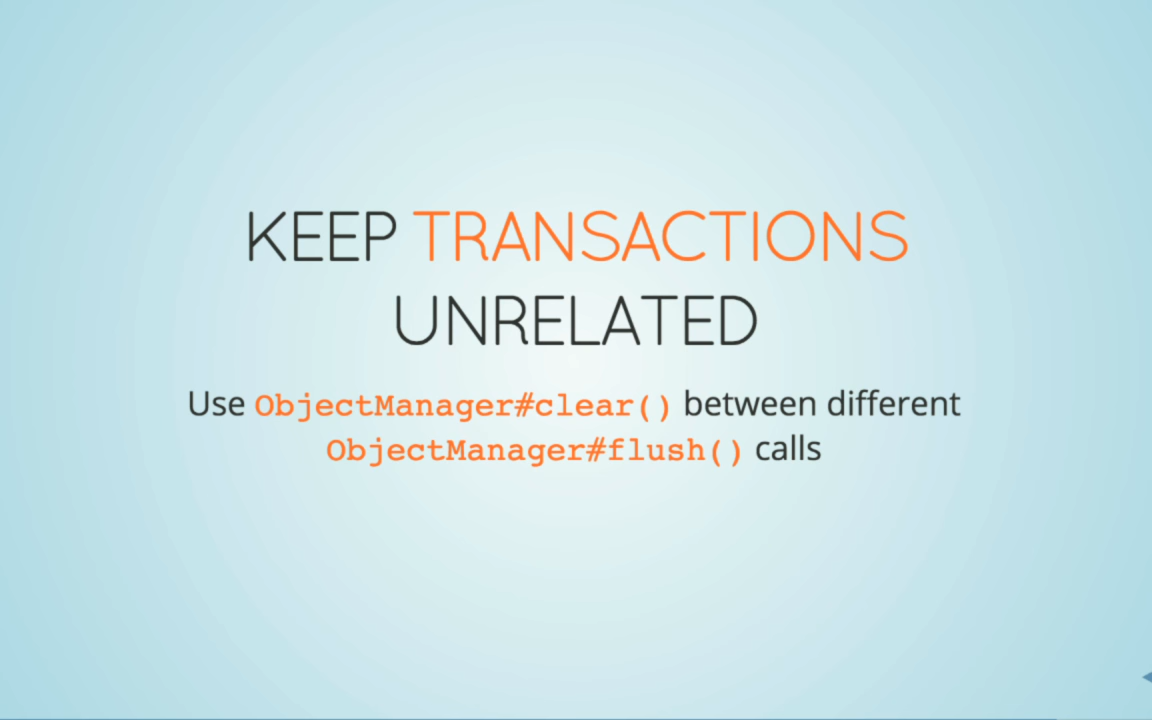 KEEP TRANSACTIONS
UNRELATED
Use ObjectManager#clear() between different
ObjectManager#flush() calls